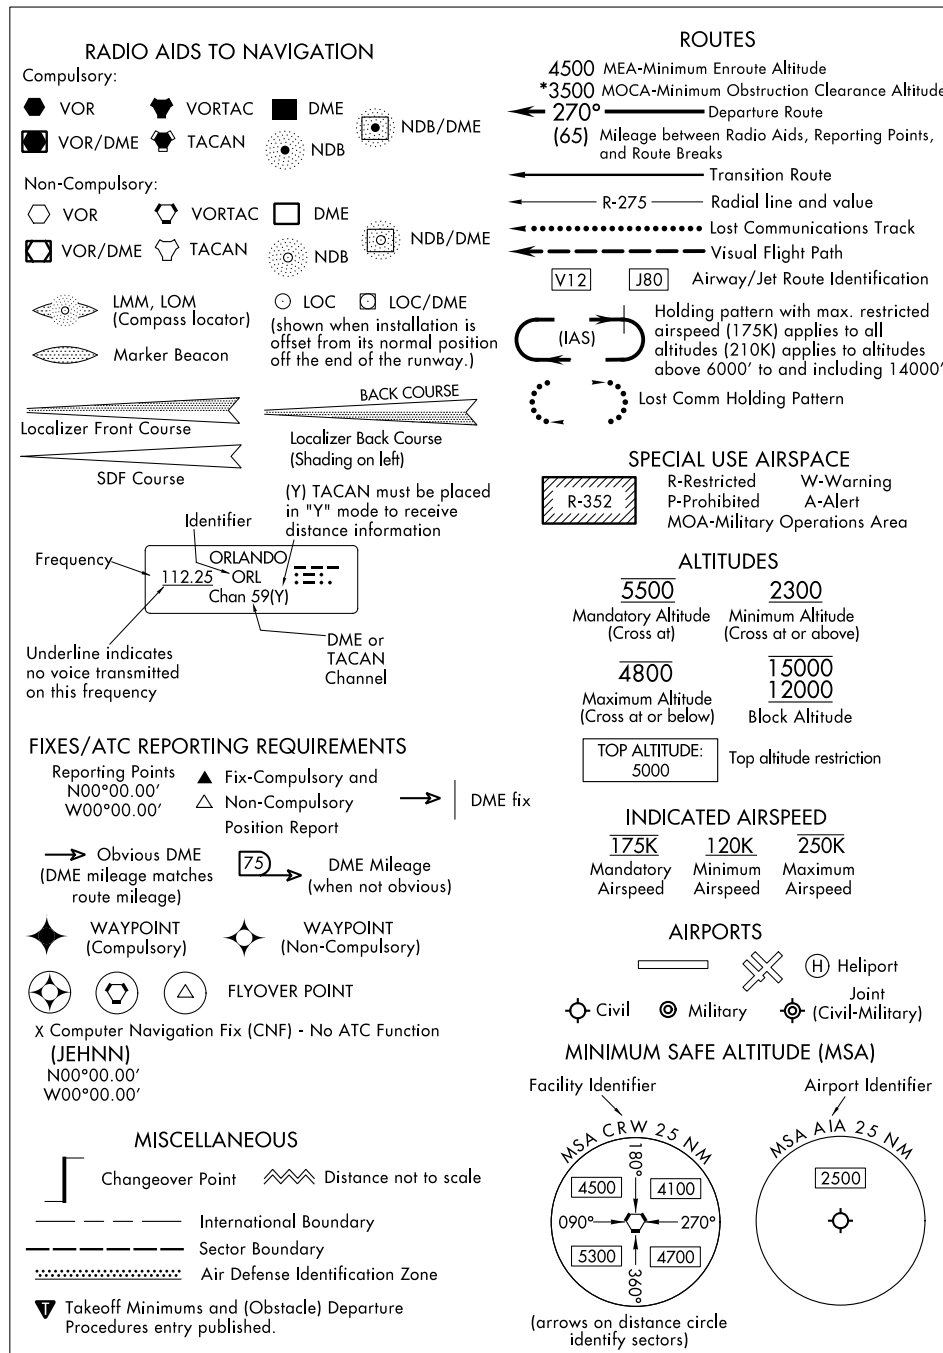 RADIO AIDS TO NAVIGATION
Compulsory:
VOR
VORTAC
DME
NDB/DME
VOR/DME
TACAN
NDB
Non-Compulsory:
VOR
VORTAC
DME
NDB/DME
VOR/DME
TACAN
NDB
LMM, LOM
(Compass locator)
LOC
LOC/DME
(shown when installation is
offset from its normal position
off the end of the runway.)
Marker Beacon
BACK COURSE
Localizer Front Course
Localizer Back Course
(Shading on left)
SDF Course
(Y) TACAN must be placed
in "Y" mode to receive
distance information
Identifier
Frequency
ORLANDO
112.25 ORL
Chan 59(Y)
Underline indicates
no voice transmitted
on this frequency
DME or
TACAN
Channel
FIXES/ATC REPORTING REQUIREMENTS
Reporting Points
N00°00.00'
W00°00.00'
Fix-Compulsory and
Non-Compulsory
Position Report
DME fix
Obvious DME
(DME mileage matches
route mileage)
75
DME Mileage
(when not obvious)
WAYPOINT
(Compulsory)
WAYPOINT
(Non-Compulsory)
FLYOVER POINT
X Computer Navigation Fix (CNF) - No ATC Function
(JEHNN)
N00°00.00'
W00°00.00'
MISCELLANEOUS
Changeover Point
Distance not to scale
International Boundary
Sector Boundary
Air Defense Identification Zone
T Takeoff Minimums and (Obstacle) Departure
Procedures entry published.
ROUTES
4500 MEA-Minimum Enroute Altitude
*3500 MOCA-Minimum Obstruction Clearance Altitude
270° Departure Route
(65) Mileage between Radio Aids, Reporting Points,
and Route Breaks
Transition Route
R-275 Radial line and value
Lost Communications Track
Visual Flight Path
V12 J80 Airway/Jet Route Identification
(IAS)
Holding pattern with max. restricted
airspeed (175K) applies to all
altitudes (210K) applies to altitudes
above 6000' to and including 14000'
Lost Comm Holding Pattern
SPECIAL USE AIRSPACE
R-352
R-Restricted W-Warning
P-Prohibited A-Alert
MOA-Military Operations Area
ALTITUDES
5500
Mandatory Altitude
(Cross at)
2300
Minimum Altitude
(Cross at or above)
4800
Maximum Altitude
(Cross at or below)
15000
12000
Block Altitude
TOP ALTITUDE:
5000
Top altitude restriction
INDICATED AIRSPEED
175K
Mandatory
Airspeed
120K
Minimum
Airspeed
250K
Maximum
Airspeed
AIRPORTS
H Heliport
Civil
Military
Joint
(Civil-Military)
MINIMUM SAFE ALTITUDE (MSA)
Facility Identifier
MSA CRW 25 NM
180°
4500
4100
090°
270°
5300
4700
360°
(arrows on distance circle
identify sectors)
Airport Identifier
MSA AIA 25 NM
2500